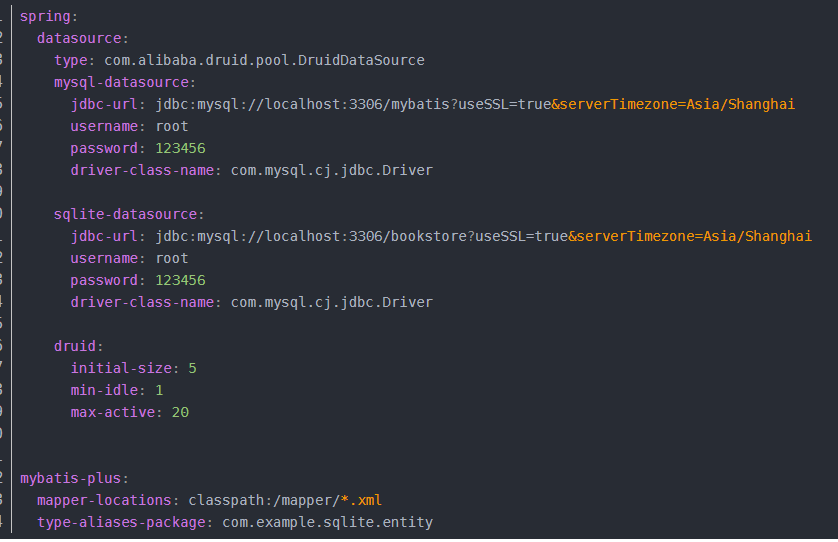 spring:
datasource:
type: com.alibaba.druid.pool.DruidDataSource
mysql-datasource:
jdbc-url: jdbc:mysql://localhost:3306/mybatis?useSSL=true&serverTimezone=Asia/Shanghai
username: root
password: 123456
driver-class-name: com.mysql.cj.jdbc.Driver
sqlite-datasource:
jdbc-url: jdbc:mysql://localhost:3306/bookstore?useSSL=true&serverTimezone=Asia/Shanghai
username: root
password: 123456
driver-class-name: com.mysql.cj.jdbc.Driver
druid:
initial-size: 5
min-idle: 1
max-active: 20
mybatis-plus:
mapper-locations: classpath:/mapper/*.xml
type-aliases-package: com.example.sqlite.entity